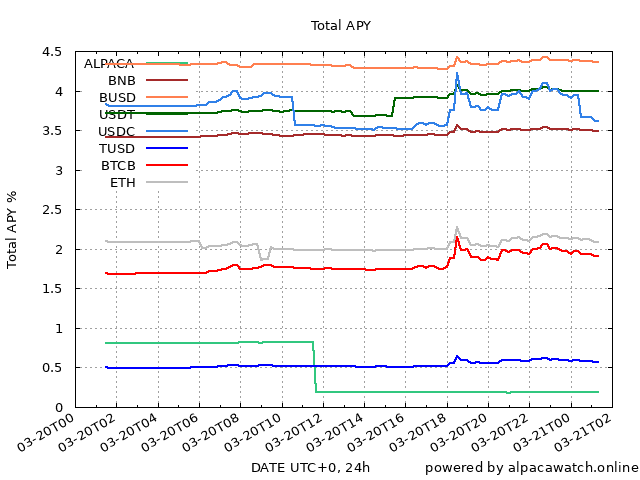 Total APY
Total APY %
4.5
4
3.5
3
2.5
2
1.5
1
0.5
0
ALPACA
BNB
BUSD
USDT
USDC
TUSD
BTCB
ETH
03-20T00
03-20T02
03-20T04
03-20T06
03-20T08
03-20T10
03-20T12
03-20T14
03-20T16
03-20T18
03-20T20
03-20T22
03-21T00
03-21T02
DATE UTC+0, 24h
powered by alpacawatch.online